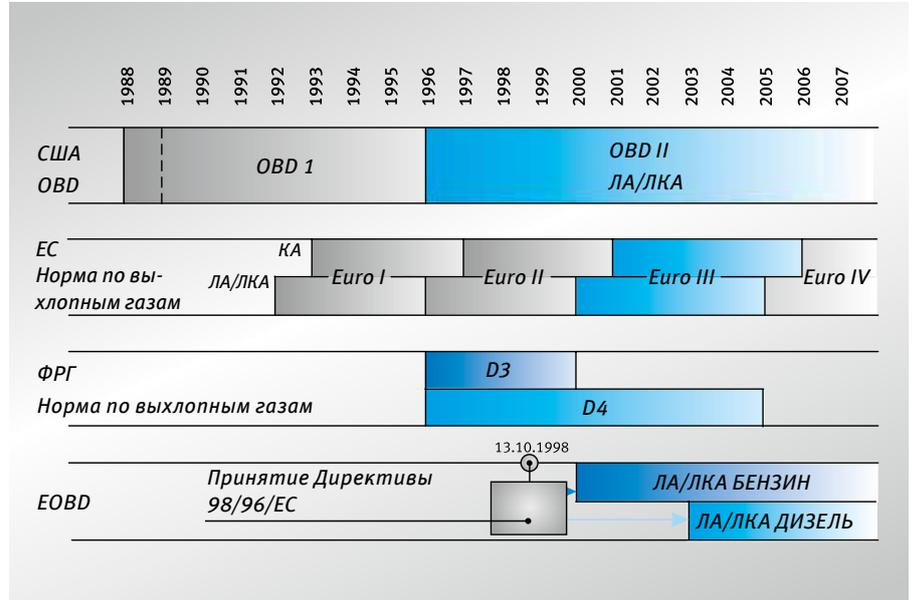 1988 1989 1990 1991 1992 1993 1994 1995 1996 1997 1998 1999 2000 2001 2002 2003 2004 2005 2006 2007
США
OBD
OBD 1
OBD II
ЛА/ЛКА
ЕС
Норма по вы-
хлопным газам
КА
ЛА/ЛКА
Euro I
Euro II
Euro III
Euro IV
ФРГ
Норма по выхлопным газам
D3
D4
13.10.1998
EOBD
Принятие Директивы
98/96/ЕС
ЛА/ЛКА БЕНЗИН
ЛА/ЛКА ДИЗЕЛЬ